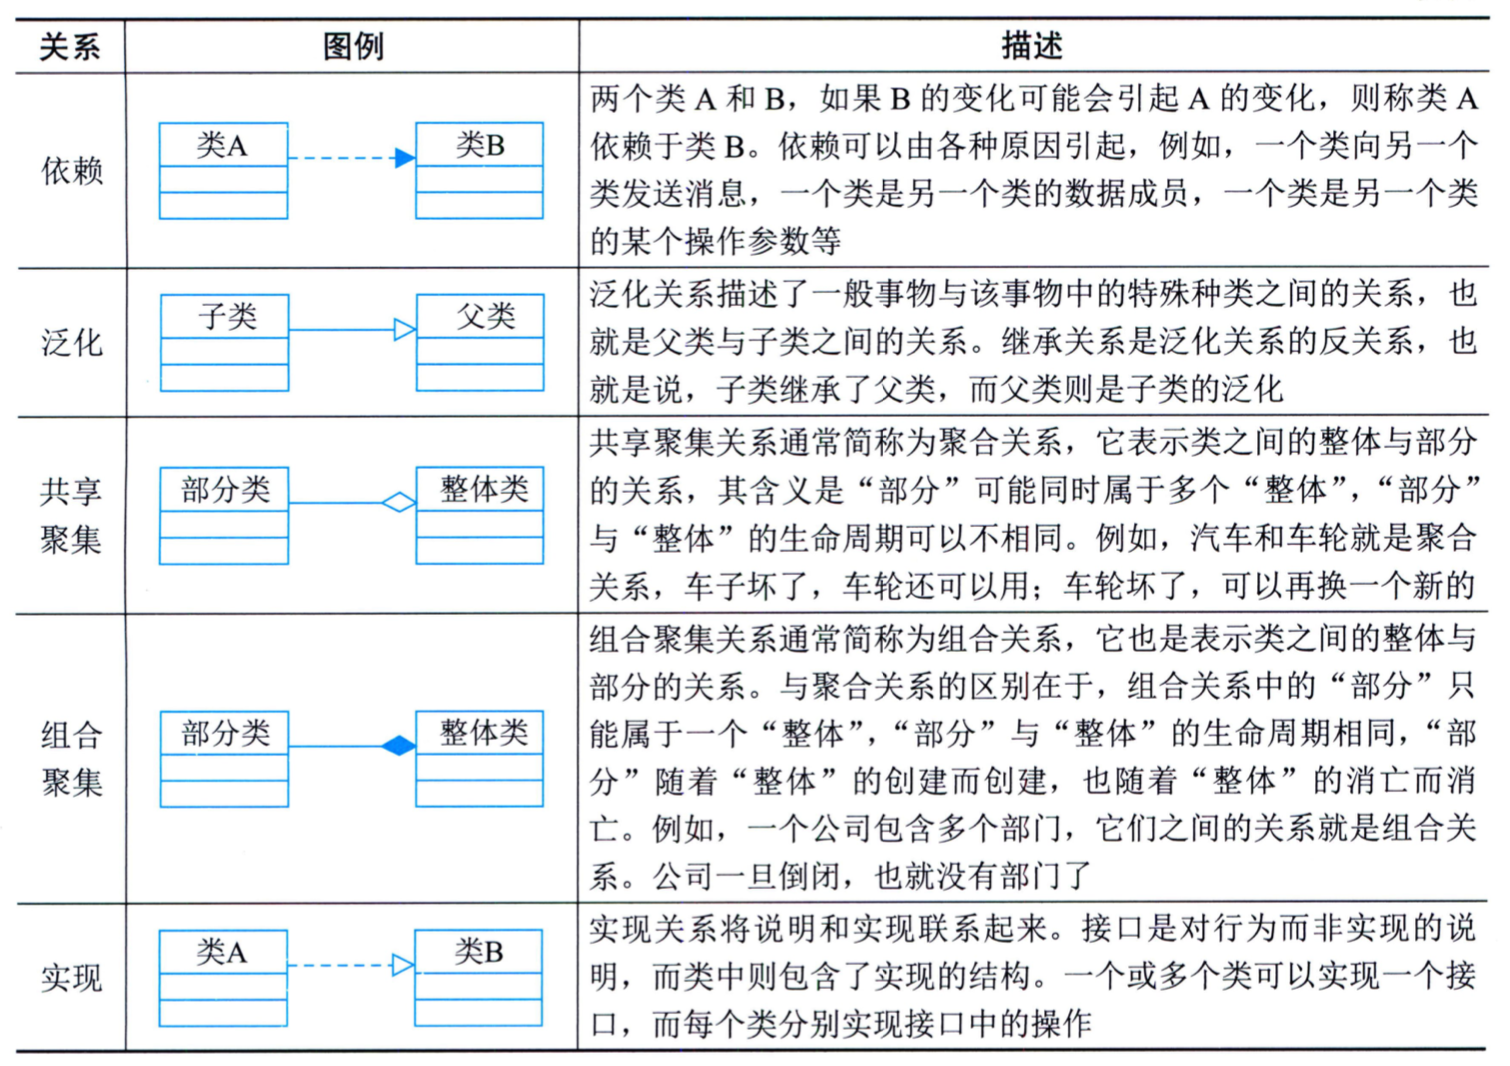 关系 图例 描述
依赖
类A 类B
两个类 A 和 B，如果 B 的变化可能会引起 A 的变化，则称类 A
依赖于类 B。依赖可以由各种原因引起，例如，一个类向另一个
类发送消息，一个类是另一个类的数据成员，一个类是另一个类
的某个操作参数等
泛化
子类 父类
泛化关系描述了一般事物与该事物中的特殊种类之间的关系，也
就是父类与子类之间的关系。继承关系是泛化关系的反关系，也
就是说，子类继承了父类，而父类则是子类的泛化
共享
聚集
部分类 整体类
共享聚集关系通常简称为聚合关系，它表示类之间的整体与部分
的关系，其含义是“部分”可能同时属于多个“整体”，“部分”
与“整体”的生命周期可以不相同。例如，汽车和车轮就是聚合
关系，车子坏了，车轮还可以用；车轮坏了，可以再换一个新的
组合
聚集
部分类 整体类
组合聚集关系通常简称为组合关系，它也是表示类之间的整体与
部分的关系。与聚合关系的区别在于，组合关系中的“部分”只
能属于一个“整体”，“部分”与“整体”的生命周期相同，“部
分”随着“整体”的创建而创建，也随着“整体”的消亡而消
亡。例如，一个公司包含多个部门，它们之间的关系就是组合关
系。公司一旦倒闭，也就没有部门了
实现
类A 类B
实现关系将说明和实现联系起来。接口是对行为而非实现的说
明，而类中则包含了实现的结构。一个或多个类可以实现一个接
口，而每个类分别实现接口中的操作